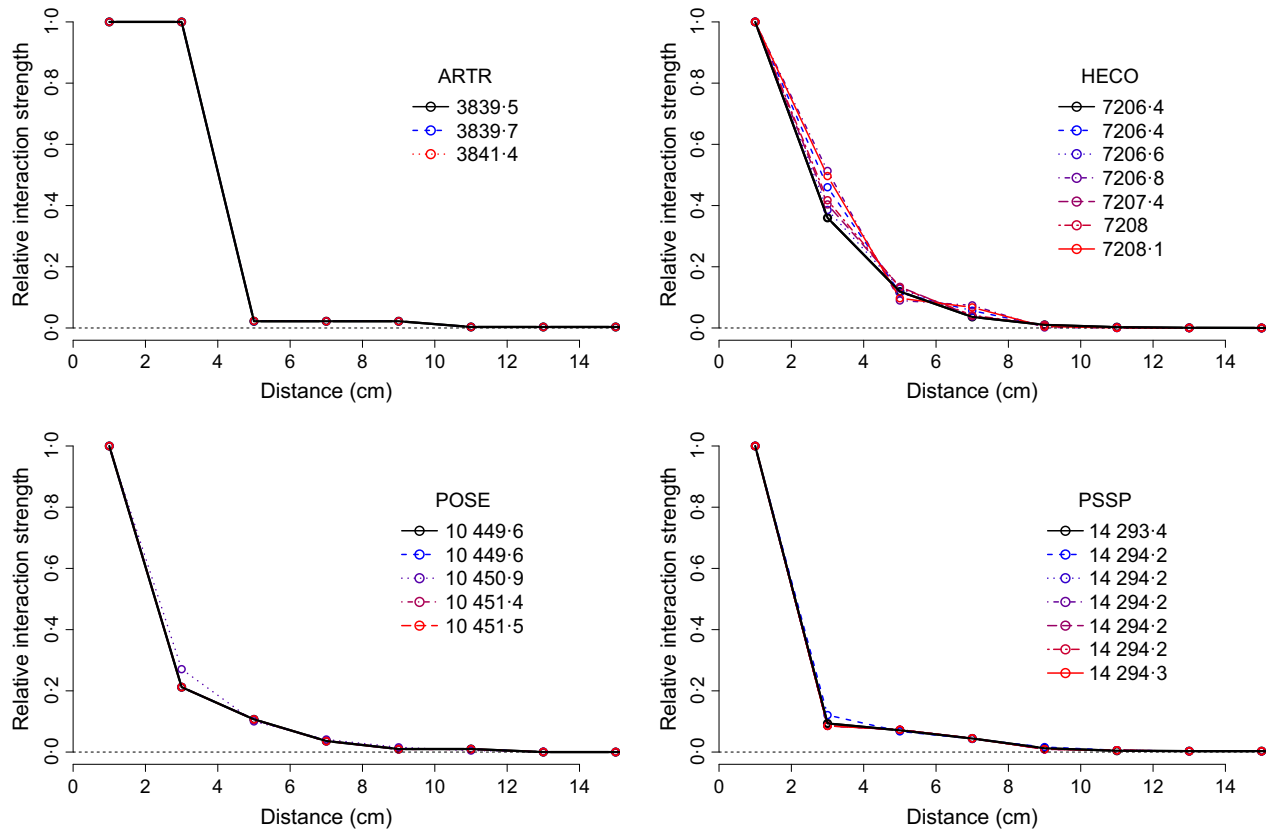 ARTR
3839·5
3839·7
3841·4
Relative interaction strength
0·0 0·2 0·4 0·6 0·8 1·0
0 2 4 6 8 10 12 14
Distance (cm)
HECO
7206·4
7206·4
7206·6
7206·8
7207·4
7208
7208·1
Relative interaction strength
0·0 0·2 0·4 0·6 0·8 1·0
0 2 4 6 8 10 12 14
Distance (cm)
POSE
10 449·6
10 449·6
10 450·9
10 451·4
10 451·5
Relative interaction strength
0·0 0·2 0·4 0·6 0·8 1·0
0 2 4 6 8 10 12 14
Distance (cm)
PSSP
14 293·4
14 294·2
14 294·2
14 294·2
14 294·2
14 294·2
14 294·3
Relative interaction strength
0·0 0·2 0·4 0·6 0·8 1·0
0 2 4 6 8 10 12 14
Distance (cm)